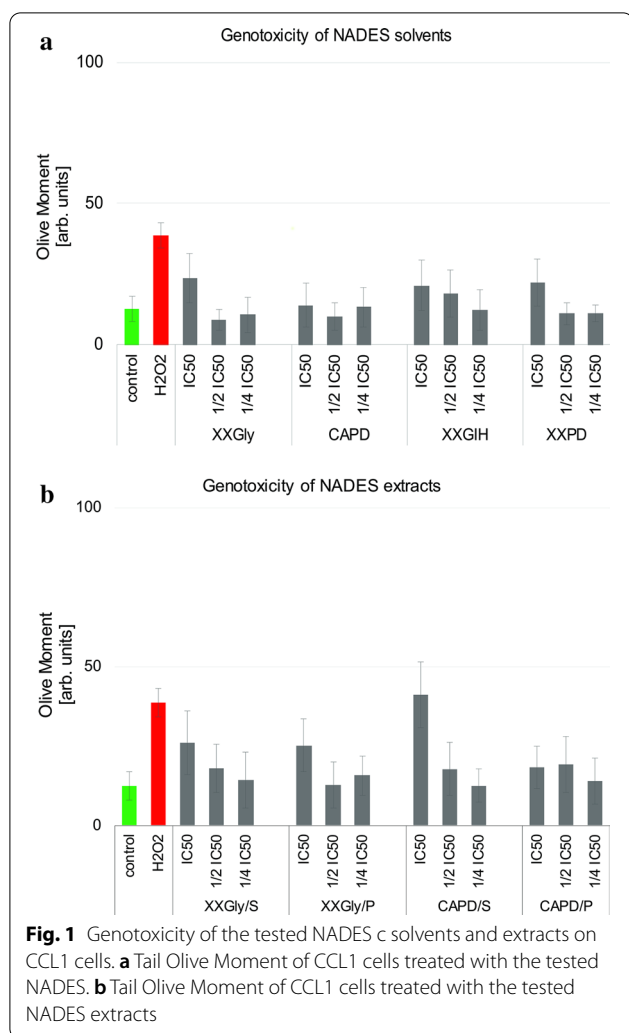 a
Genotoxicity of NADES solvents
100
50
0
Olive Moment
[arb. units]
control
H2O2
IC50
1/2 IC50
1/4 IC50
IC50
1/2 IC50
1/4 IC50
IC50
1/2 IC50
1/4 IC50
IC50
1/2 IC50
1/4 IC50
XXGly
CAPD
XXGlH
XXPD
b
Genotoxicity of NADES extracts
100
50
0
Olive Moment
[arb. units]
control
H2O2
IC50
1/2 IC50
1/4 IC50
IC50
1/2 IC50
1/4 IC50
IC50
1/2 IC50
1/4 IC50
IC50
1/2 IC50
1/4 IC50
XXGly/S
XXGly/P
CAPD/S
CAPD/P
Fig. 1 Genotoxicity of the tested NADES c solvents and extracts on
CCL1 cells. a Tail Olive Moment of CCL1 cells treated with the tested
NADES. b Tail Olive Moment of CCL1 cells treated with the tested
NADES extracts